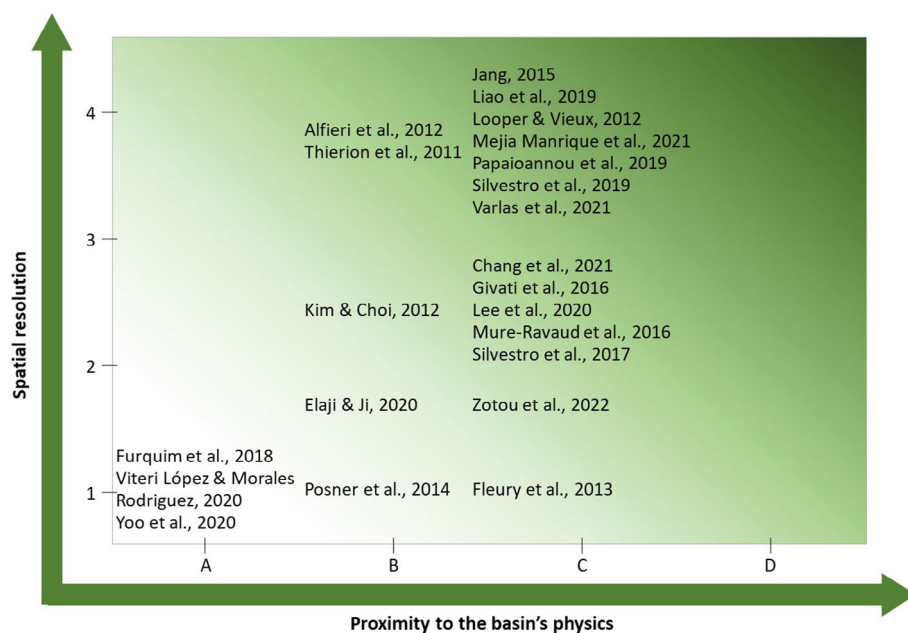 Spatial resolution
4
3
2
1
Jang, 2015
Liao et al., 2019
Looper & Vieux, 2012
Mejia Manrique et al., 2021
Papaioannou et al., 2019
Silvestro et al., 2019
Varlas et al., 2021
Alfieri et al., 2012
Thierion et al., 2011
Chang et al., 2021
Givati et al., 2016
Lee et al., 2020
Mure-Ravaud et al., 2016
Silvestro et al., 2017
Kim & Choi, 2012
Elaji & Ji, 2020
Zotou et al., 2022
Furquim et al., 2018
Viteri López & Morales
Rodriguez, 2020
Yoo et al., 2020
Posner et al., 2014
Fleury et al., 2013
A
B
C
D
Proximity to the basin's physics